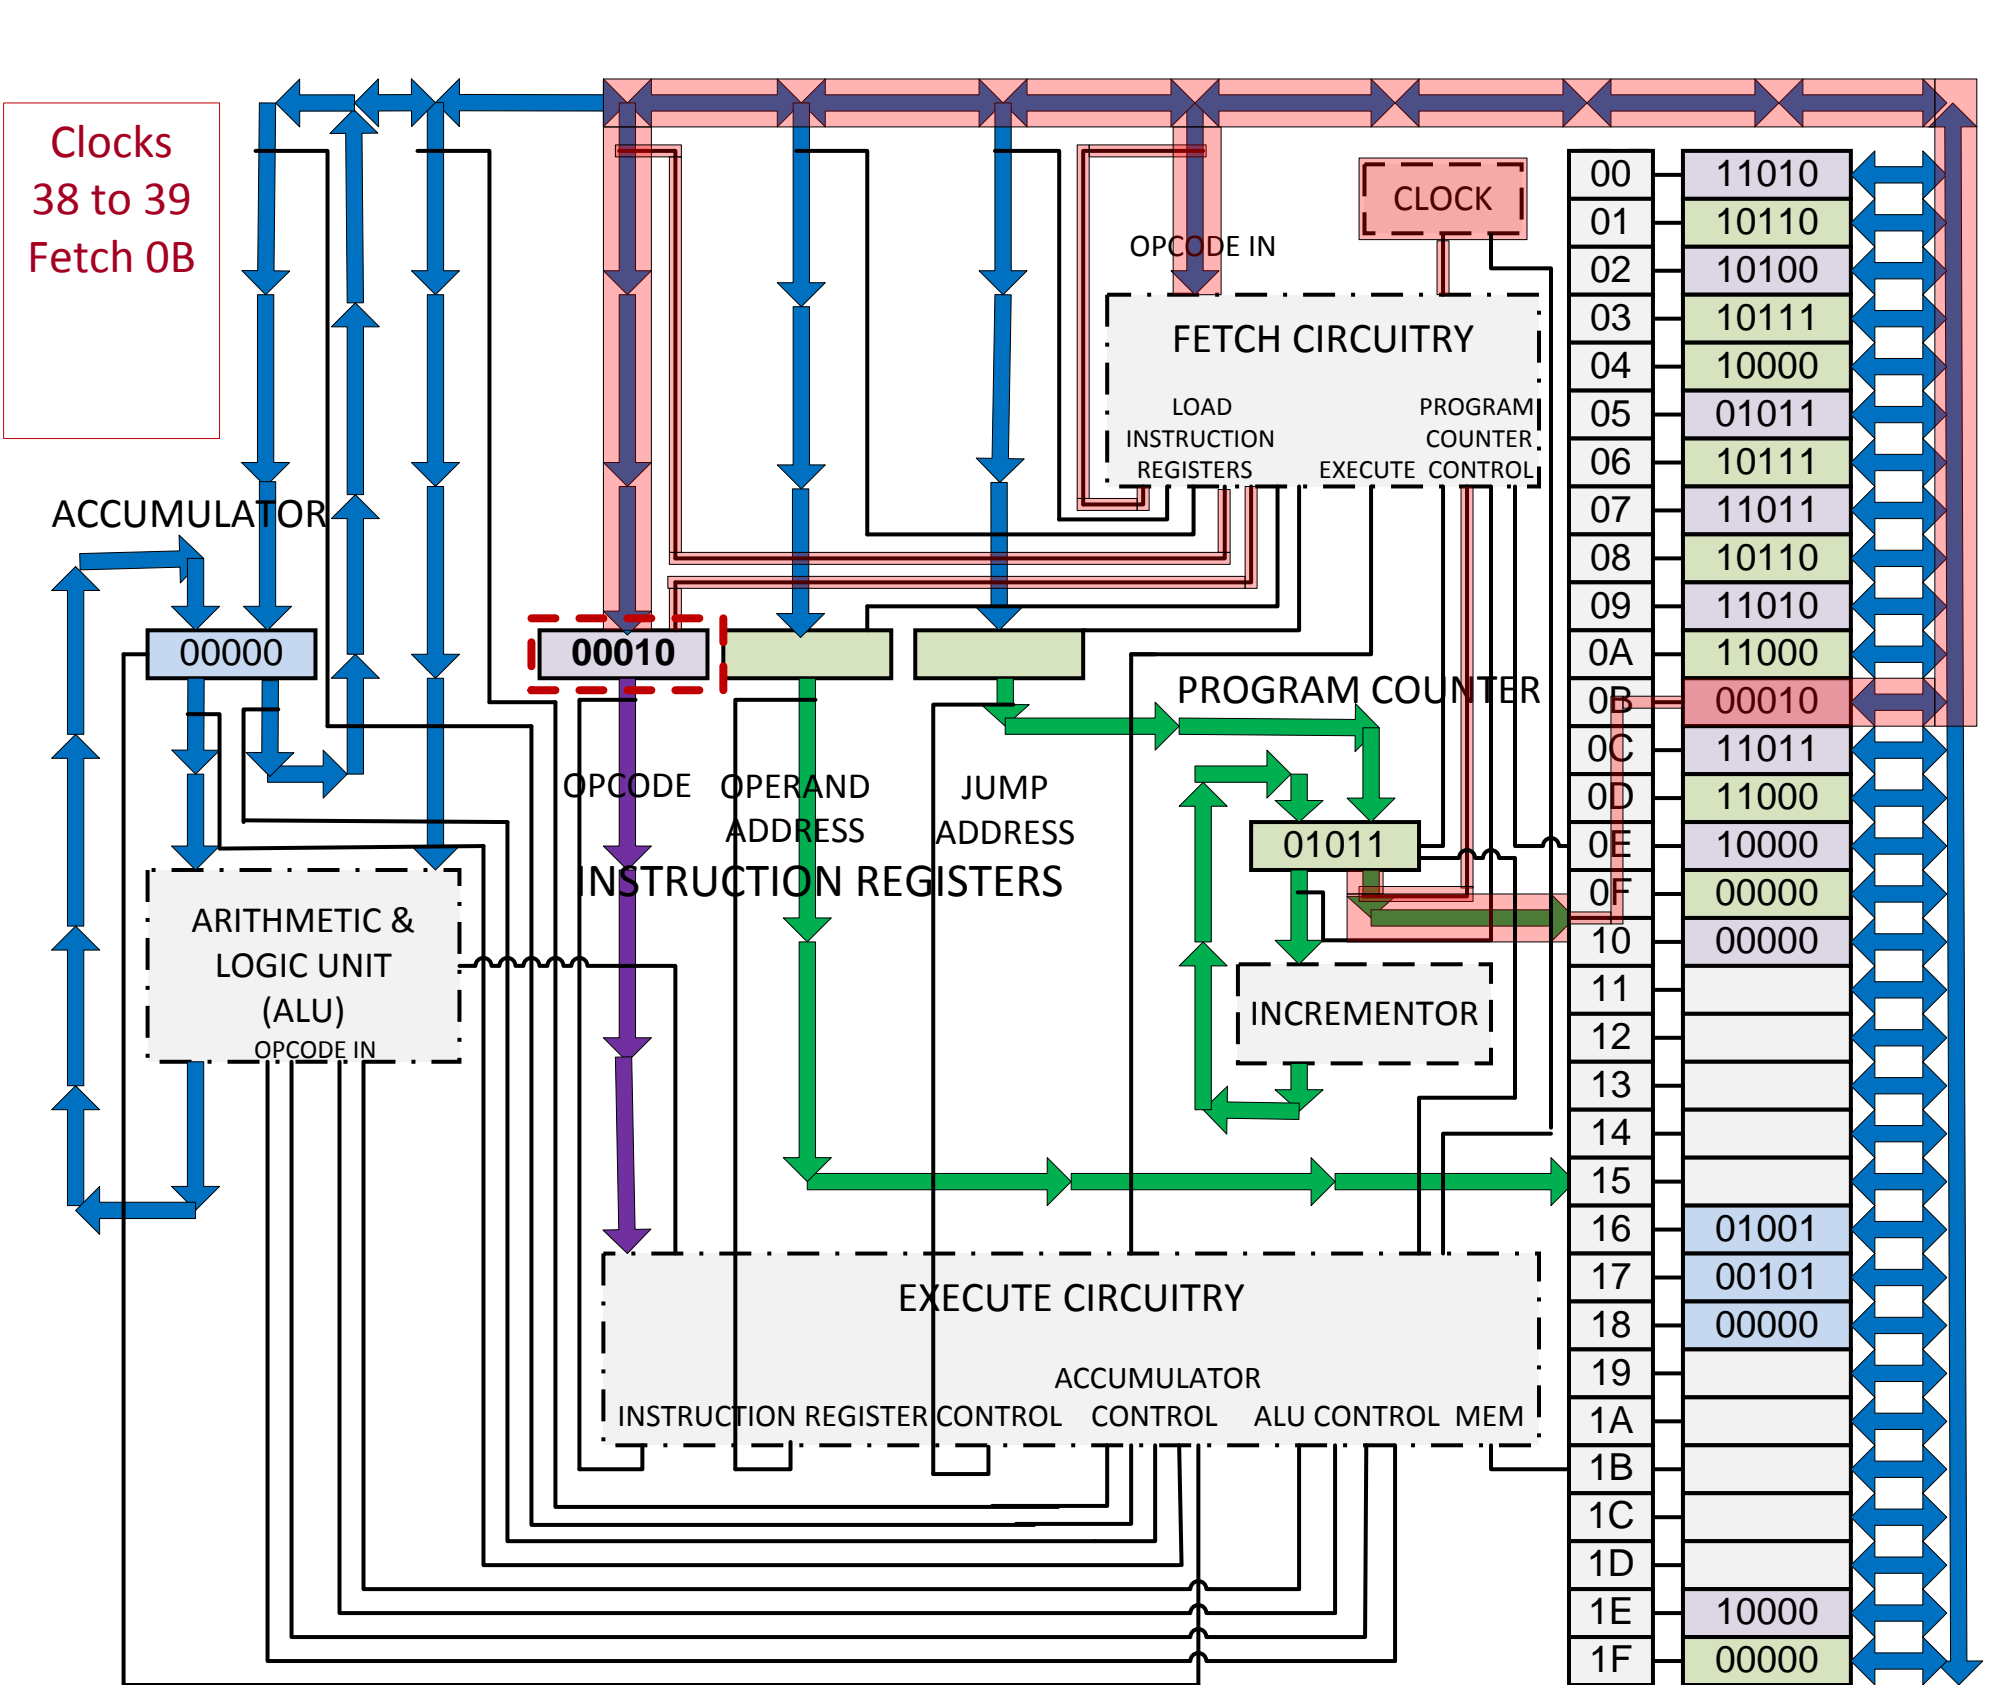 Clocks
38 to 39
Fetch 0B
CLOCK
OPCODE IN
FETCH CIRCUITRY
LOAD
INSTRUCTION
REGISTERS
EXECUTE
PROGRAM
COUNTER
CONTROL
ACCUMULATOR
00000
00010
PROGRAM COUNTER
01011
OPCODE
OPERAND
ADDRESS
JUMP
ADDRESS
INSTRUCTION REGISTERS
ARITHMETIC &
LOGIC UNIT
(ALU)
OPCODE IN
INCREMENTOR
EXECUTE CIRCUITRY
INSTRUCTION REGISTER CONTROL
ACCUMULATOR
CONTROL
ALU CONTROL
MEM
00 11010
01 10110
02 10100
03 10111
04 10000
05 01011
06 10111
07 11011
08 10110
09 11010
0A 11000
0B 00010
0C 11011
0D 11000
0E 10000
0F 00000
10 00000
11
12
13
14
15
16 01001
17 00101
18 00000
19
1A
1B
1C
1D
1E 10000
1F 00000